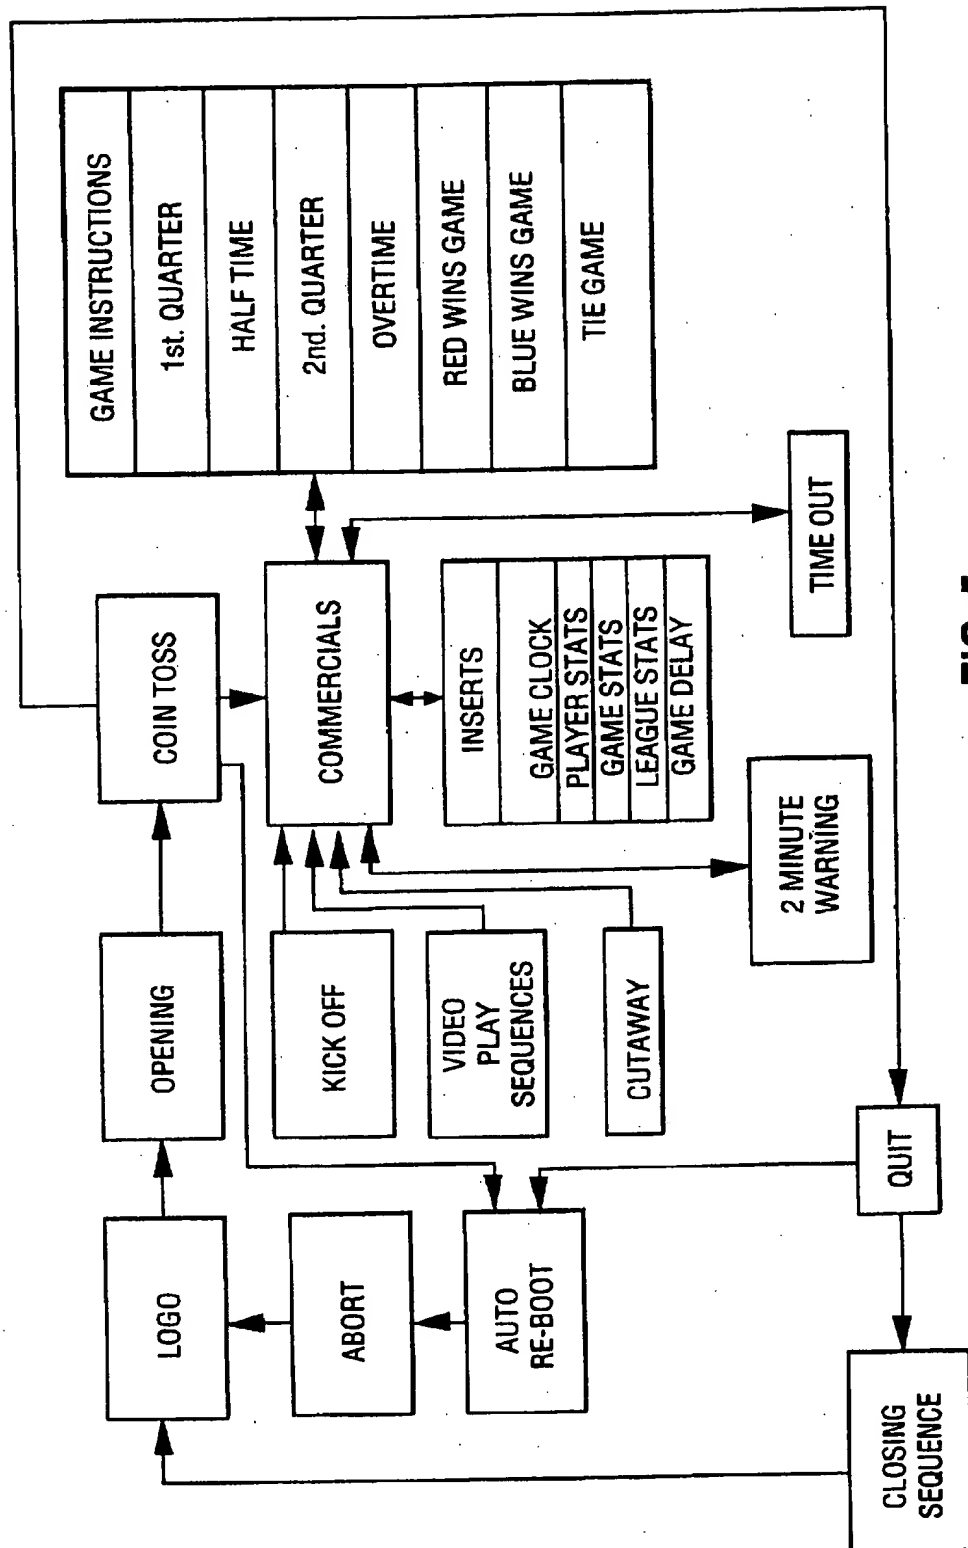 LOGO
OPENING
COIN TOSS
ABORT
KICK OFF
COMMERCIALS
AUTO
RE-BOOT
VIDEO
PLAY
SEQUENCES
CUTAWAY
INSERTS
GAME CLOCK
PLAYER STATS
GAME STATS
LEAGUE STATS
GAME DELAY
GAME INSTRUCTIONS
1st. QUARTER
HALF TIME
2nd. QUARTER
OVERTIME
RED WINS GAME
BLUE WINS GAME
TIE GAME
2 MINUTE
WARNING
TIME OUT
CLOSING
SEQUENCE
QUIT